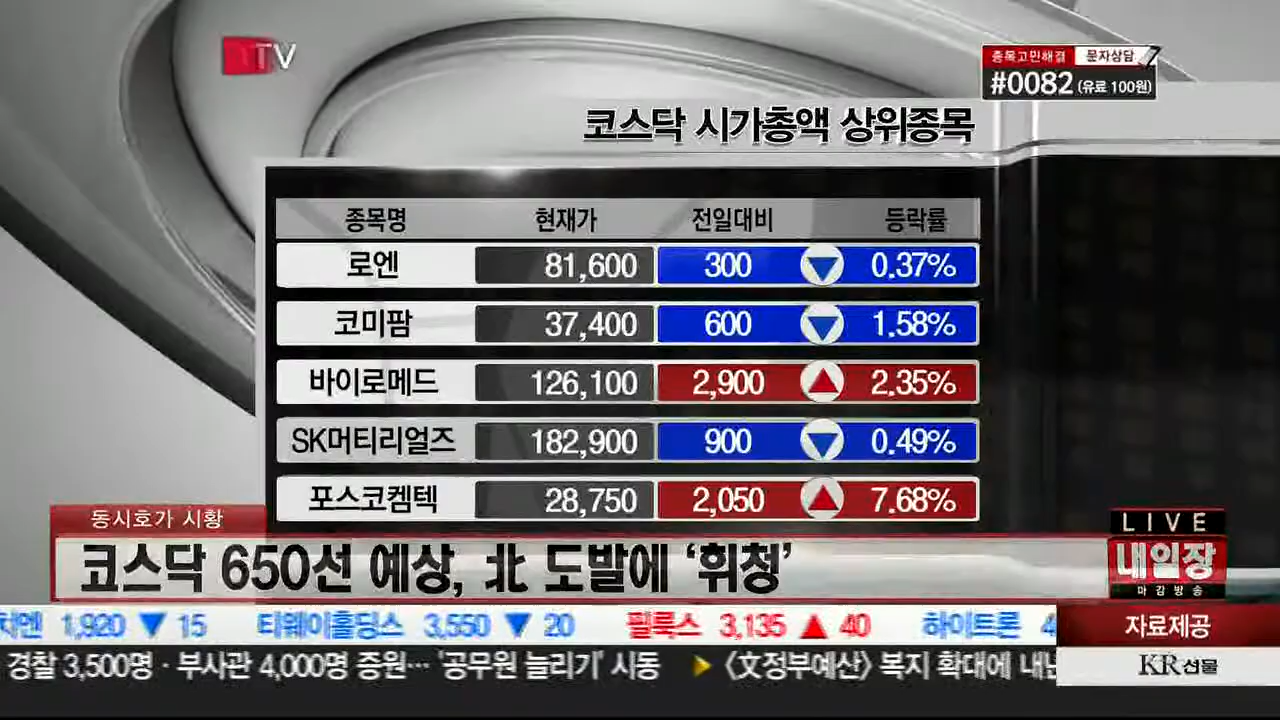 TV
종목고민해결 문자상담
#0082 (유료 100원)
코스닥 시가총액 상위종목
종목명 현재가 전일대비 등락률
로엔 81,600 300 ▼ 0.37%
코미팜 37,400 600 ▼ 1.58%
바이로메드 126,100 2,900 ▲ 2.35%
SK머티리얼즈 182,900 900 ▼ 0.49%
포스코켐텍 28,750 2,050 ▲ 7.68%
동시호가 시황
코스닥 650선 예상, 北 도발에 ‘휘청’
LIVE
내일장
마감방송
1,920 ▼ 15 티웨이홀딩스 3,550 ▼ 20 필룩스 3,135 ▲ 40 하이트론
자료제공
경찰 3,500명·부사관 4,000명 증원… ‘공무원 늘리기’ 시동 ▶ 〈文정부예산〉 복지 확대에
KR선물